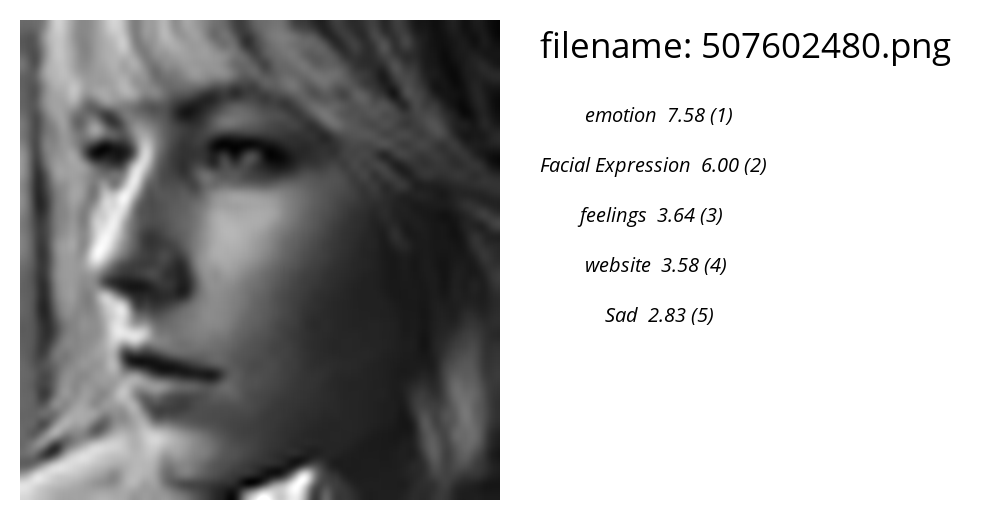 filename: 507602480.png
emotion 7.58 (1)
Facial Expression 6.00 (2)
feelings 3.64 (3)
website 3.58 (4)
Sad 2.83 (5)